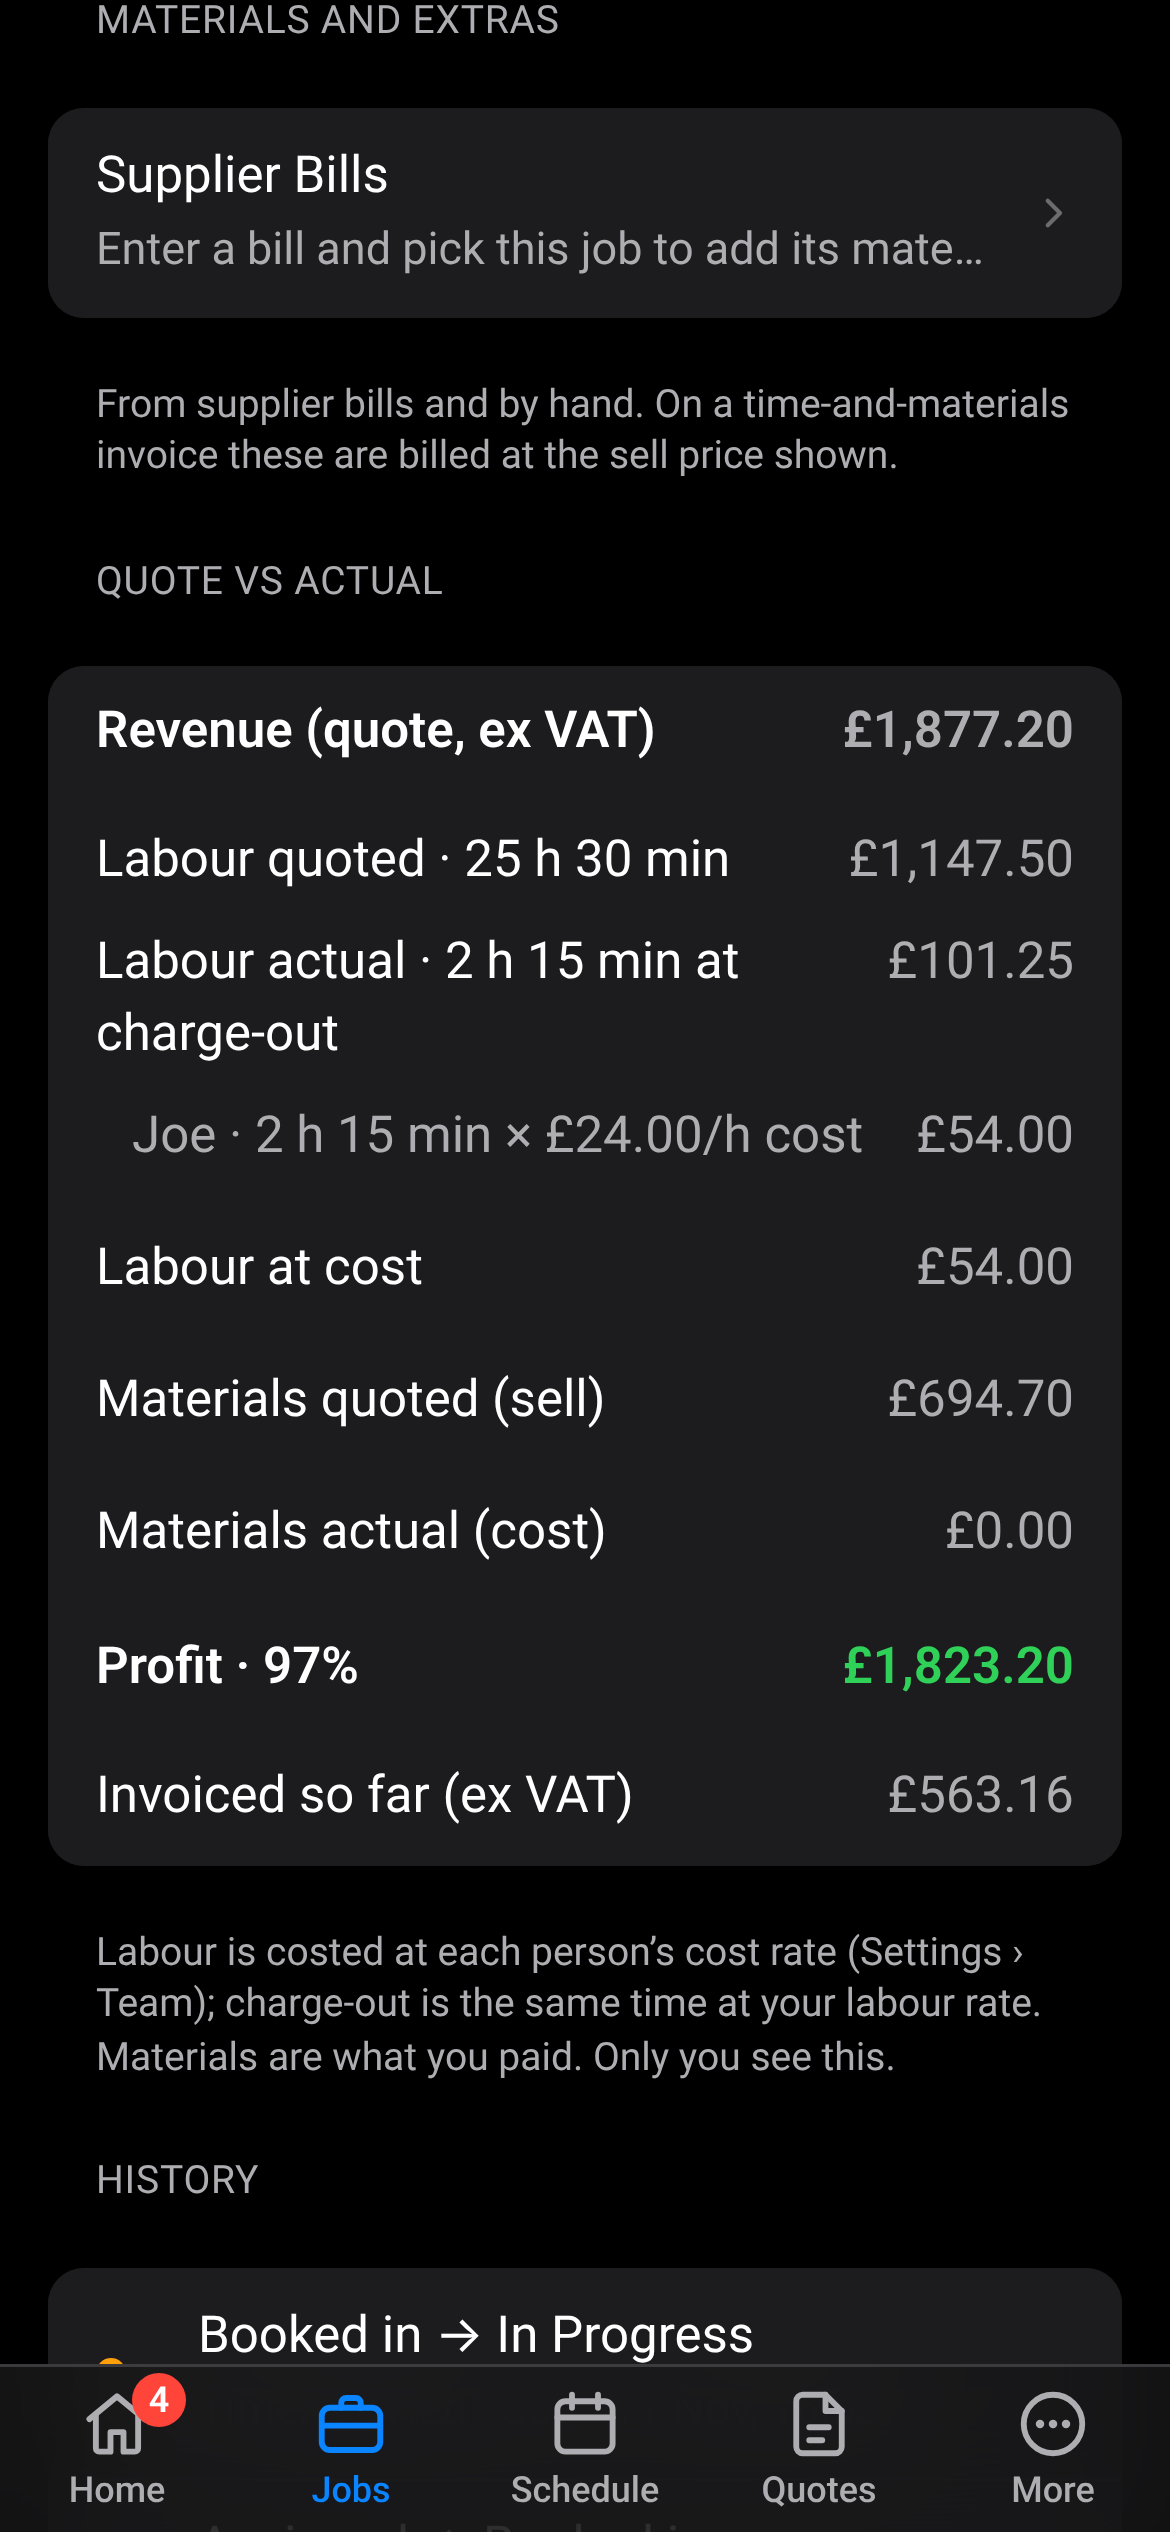 MATERIALS AND EXTRAS
Supplier Bills
Enter a bill and pick this job to add its mate…
From supplier bills and by hand. On a time-and-materials
invoice these are billed at the sell price shown.
QUOTE VS ACTUAL
Revenue (quote, ex VAT) £1,877.20
Labour quoted · 25 h 30 min £1,147.50
Labour actual · 2 h 15 min at £101.25
charge-out
Joe · 2 h 15 min × £24.00/h cost £54.00
Labour at cost £54.00
Materials quoted (sell) £694.70
Materials actual (cost) £0.00
Profit · 97% £1,823.20
Invoiced so far (ex VAT) £563.16
Labour is costed at each person’s cost rate (Settings ›
Team); charge-out is the same time at your labour rate.
Materials are what you paid. Only you see this.
HISTORY
Booked in → In Progress
4
Home Jobs Schedule Quotes More